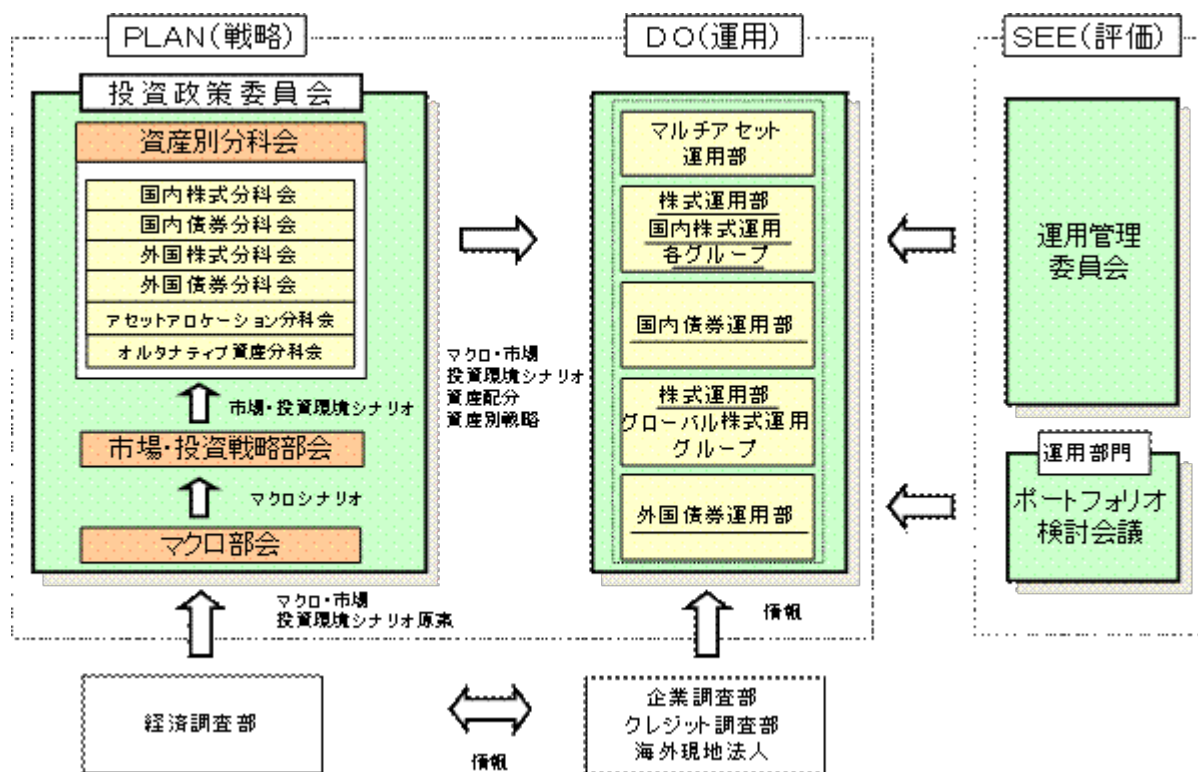 PLAN(戦略)
投資政策委員会
資産別分科会
国内株式分科会
国内債券分科会
外国株式分科会
外国債券分科会
アセットアロケーション分科会
オルタナティブ資産分科会
市場・投資環境シナリオ
市場・投資戦略部会
マクロシナリオ
マクロ部会
マクロ・市場
投資環境シナリオ原案
経済調査部
マクロ・市場
投資環境シナリオ
資産配分
資産別戦略
DO(運用)
マルチアセット
運用部
株式運用部
国内株式運用
各グループ
国内債券運用部
株式運用部
グローバル株式運用
グループ
外国債券運用部
情報
情報
企業調査部
クレジット調査部
海外現地法人
SEE(評価)
運用管理
委員会
運用部門
ポートフォリオ
検討会議